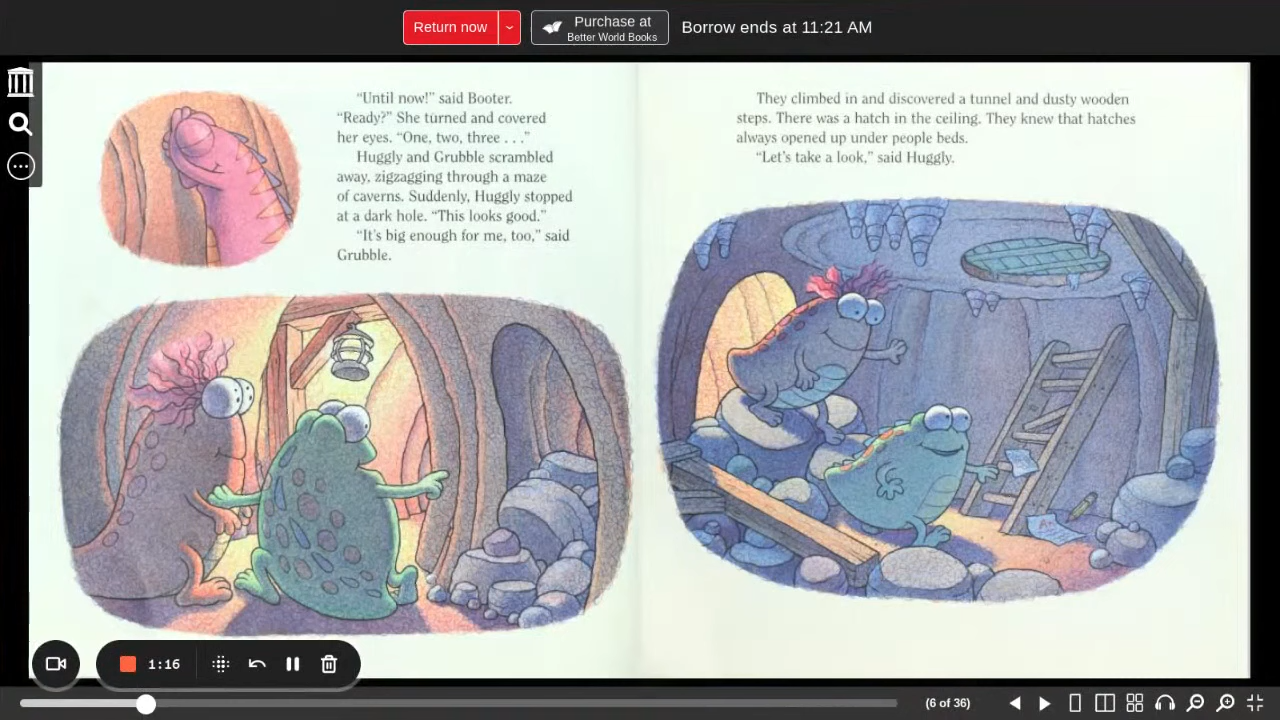 Return now
Purchase at
Better World Books
Borrow ends at 11:21 AM
“Until now!” said Booter.
“Ready?” She turned and covered
her eyes. “One, two, three . . .”
Huggly and Grubble scrambled
away, zigzagging through a maze
of caverns. Suddenly, Huggly stopped
at a dark hole. “This looks good.”
“It’s big enough for me, too,” said
Grubble.
They climbed in and discovered a tunnel and dusty wooden
steps. There was a hatch in the ceiling. They knew that hatches
always opened up under people beds.
“Let’s take a look,” said Huggly.
A+
1:16
(6 of 36)